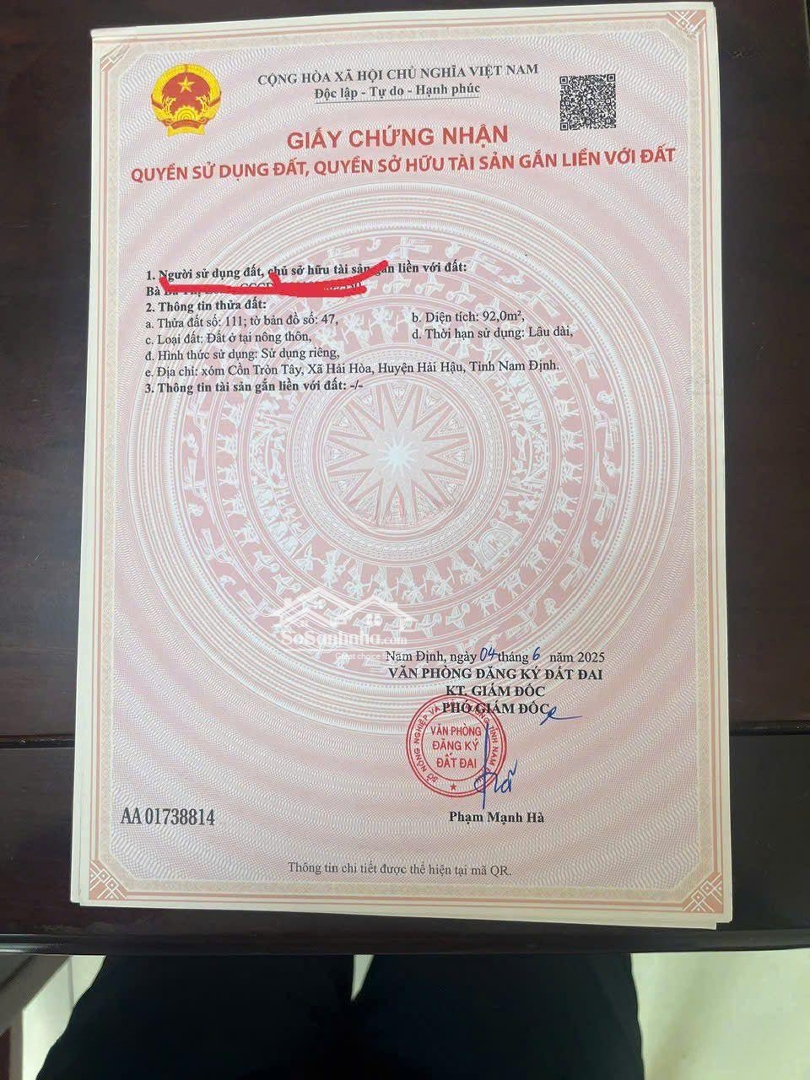 CỘNG HÒA XÃ HỘI CHỦ NGHĨA VIỆT NAM
Độc lập - Tự do - Hạnh phúc
GIẤY CHỨNG NHẬN
QUYỀN SỬ DỤNG ĐẤT, QUYỀN SỞ HỮU TÀI SẢN GẮN LIỀN VỚI ĐẤT
1. Người sử dụng đất, chủ sở hữu tài sản gắn liền với đất:
Bà
2. Thông tin thửa đất:
a. Thửa đất số: 111; tờ bản đồ số: 47, b. Diện tích: 92,0m²,
c. Loại đất: Đất ở tại nông thôn, d. Thời hạn sử dụng: Lâu dài,
đ. Hình thức sử dụng: Sử dụng riêng,
e. Địa chỉ: xóm Cồn Tròn Tây, Xã Hải Hòa, Huyện Hải Hậu, Tỉnh Nam Định.
3. Thông tin tài sản gắn liền với đất: -/-
SoSanhnha.com
Great choice
Nam Định, ngày 04 tháng 6 năm 2025
VĂN PHÒNG ĐĂNG KÝ ĐẤT ĐAI
KT. GIÁM ĐỐC
PHÓ GIÁM ĐỐC
VĂN PHÒNG
ĐĂNG KÝ
ĐẤT ĐAI
Phạm Mạnh Hà
AA 01738814
Thông tin chi tiết được thể hiện tại mã QR.